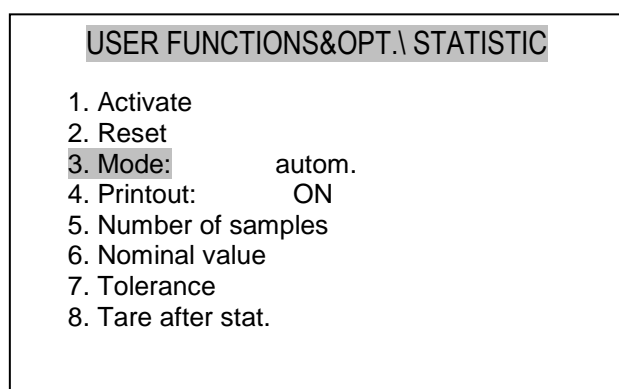 USER FUNCTIONS&OPT.\ STATISTIC
1. Activate
2. Reset
3. Mode: autom.
4. Printout: ON
5. Number of samples
6. Nominal value
7. Tolerance
8. Tare after stat.